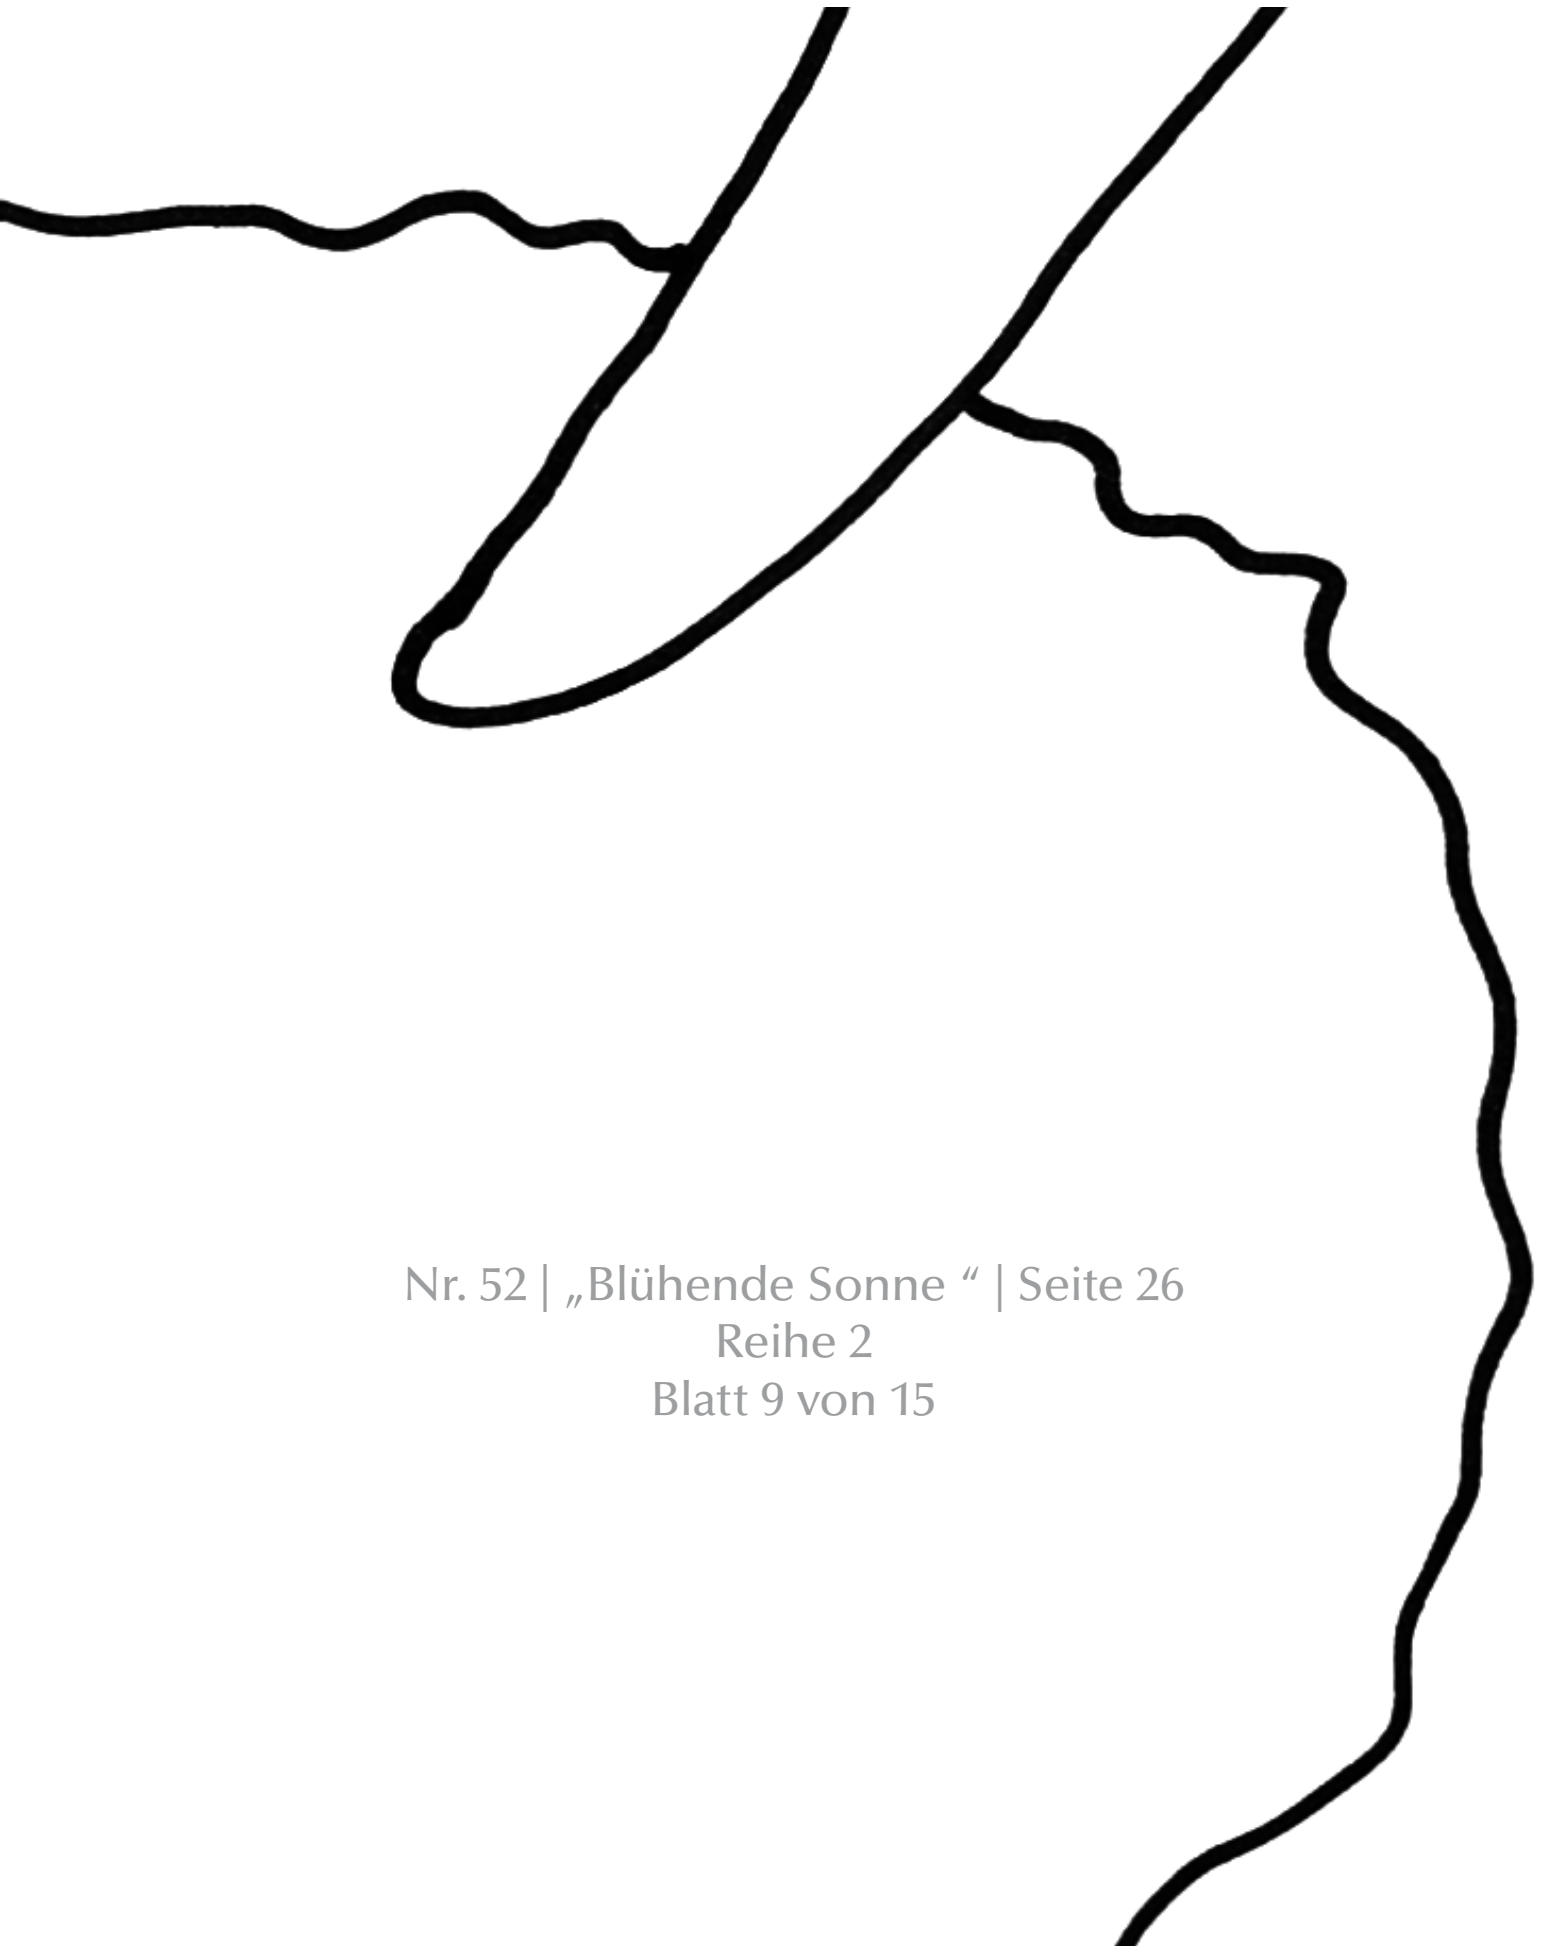 Nr. 52 | „Blühende Sonne “ | Seite 26
Reihe 2
Blatt 9 von 15